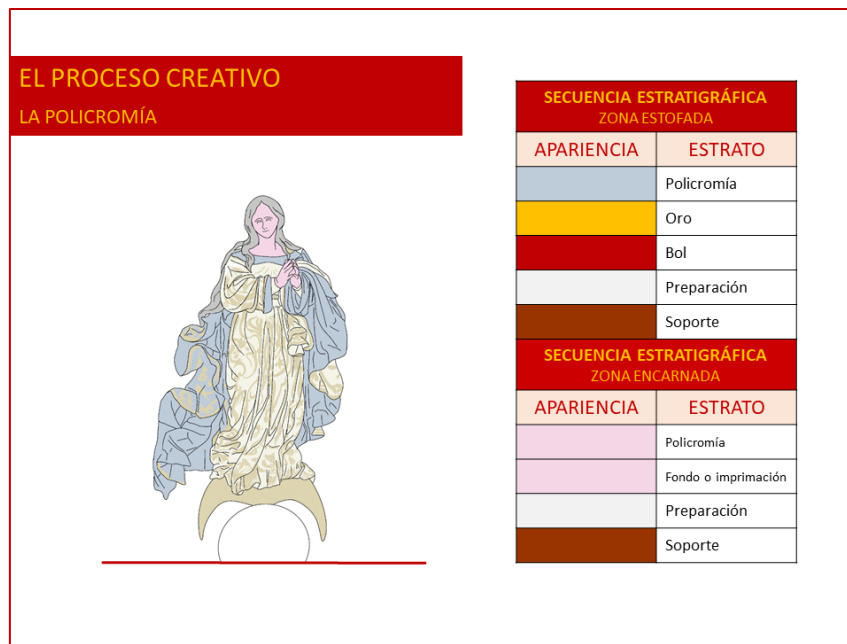 EL PROCESO CREATIVO
LA POLICROMÍA
SECUENCIA ESTRATIGRÁFICA
ZONA ESTOFADA
APARIENCIA ESTRATO
Policromía
Oro
Bol
Preparación
Soporte
SECUENCIA ESTRATIGRÁFICA
ZONA ENCARNADA
APARIENCIA ESTRATO
Policromía
Fondo o imprimación
Preparación
Soporte